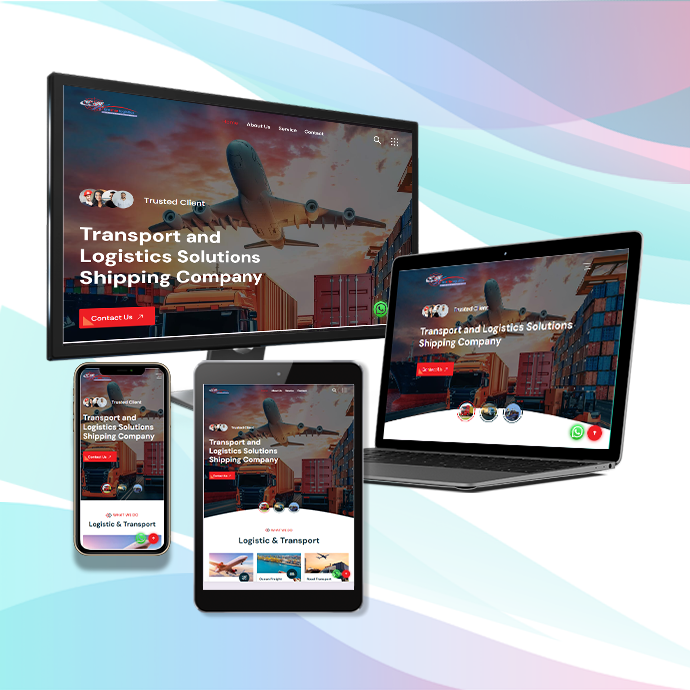 Home About Us Service Contact
Trusted Client
Transport and
Logistics Solutions
Shipping Company
Contact Us
Trusted Client
Transport and Logistics Solutions
Shipping Company
Contact Us
Trusted Client
Transport and
Logistics Solutions
Shipping Company
Contact Us
WHAT WE DO
Logistic & Transport
Trusted Client
Transport and
Logistics Solutions
Shipping Company
Contact Us
WHAT WE DO
Logistic & Transport
Ocean Freight
Road Transport